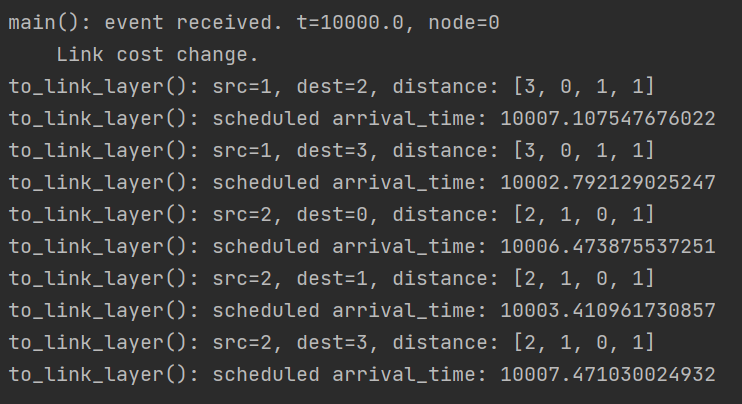 main(): event received. t=10000.0, node=0
    Link cost change.
to_link_layer(): src=1, dest=2, distance: [3, 0, 1, 1]
to_link_layer(): scheduled arrival_time: 10007.107547676022
to_link_layer(): src=1, dest=3, distance: [3, 0, 1, 1]
to_link_layer(): scheduled arrival_time: 10002.792129025247
to_link_layer(): src=2, dest=0, distance: [2, 1, 0, 1]
to_link_layer(): scheduled arrival_time: 10006.473875537251
to_link_layer(): src=2, dest=1, distance: [2, 1, 0, 1]
to_link_layer(): scheduled arrival_time: 10003.410961730857
to_link_layer(): src=2, dest=3, distance: [2, 1, 0, 1]
to_link_layer(): scheduled arrival_time: 10007.471030024932